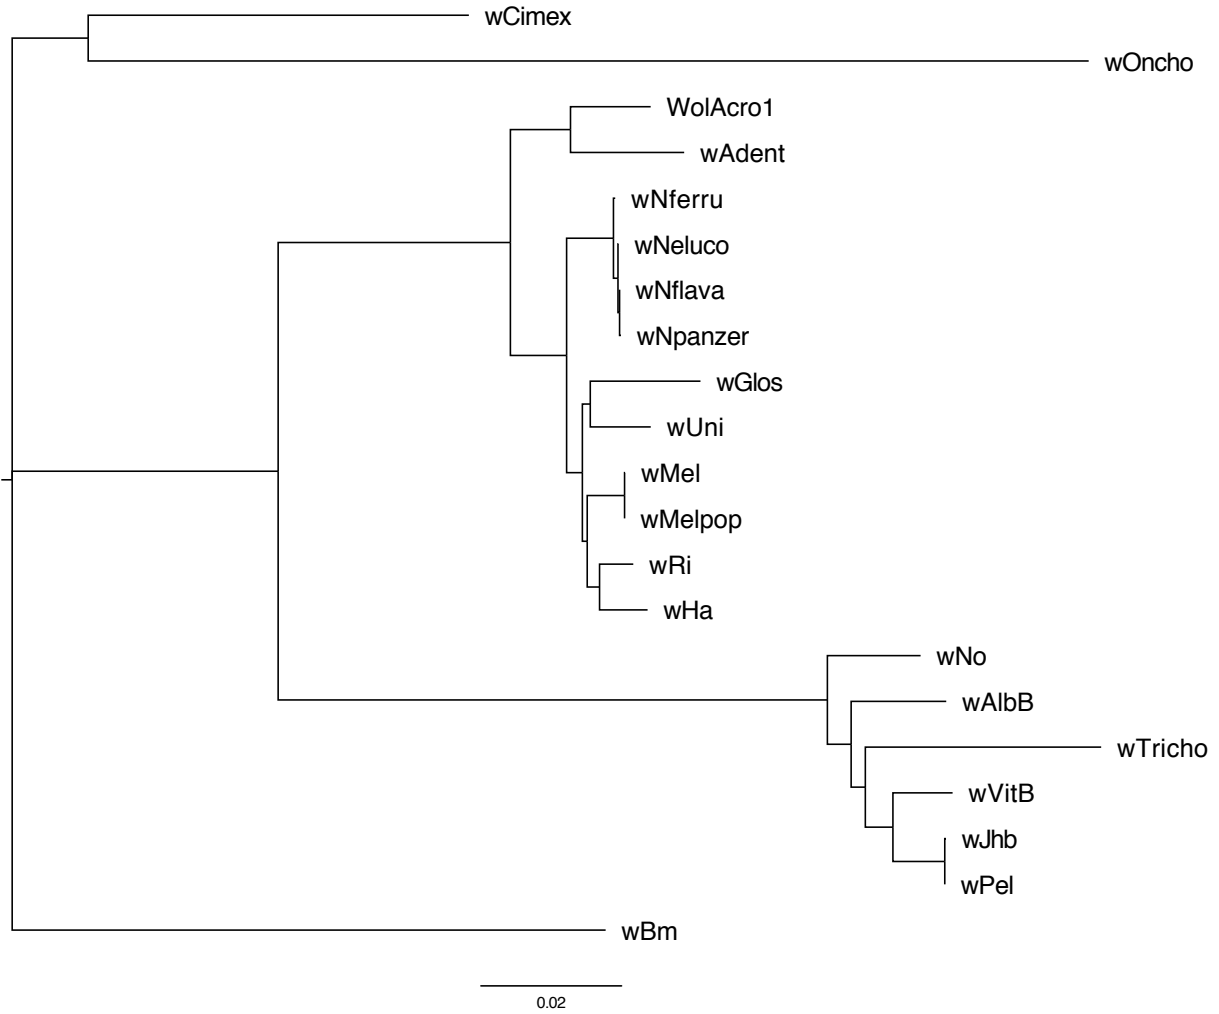 wCimex
wOncho
WolAcro1
wAdent
wNferru
wNeluco
wNflava
wNpanzer
wGlos
wUni
wMel
wMelpop
wRi
wHa
wNo
wAlbB
wTricho
wVitB
wJhb
wPel
wBm
0.02